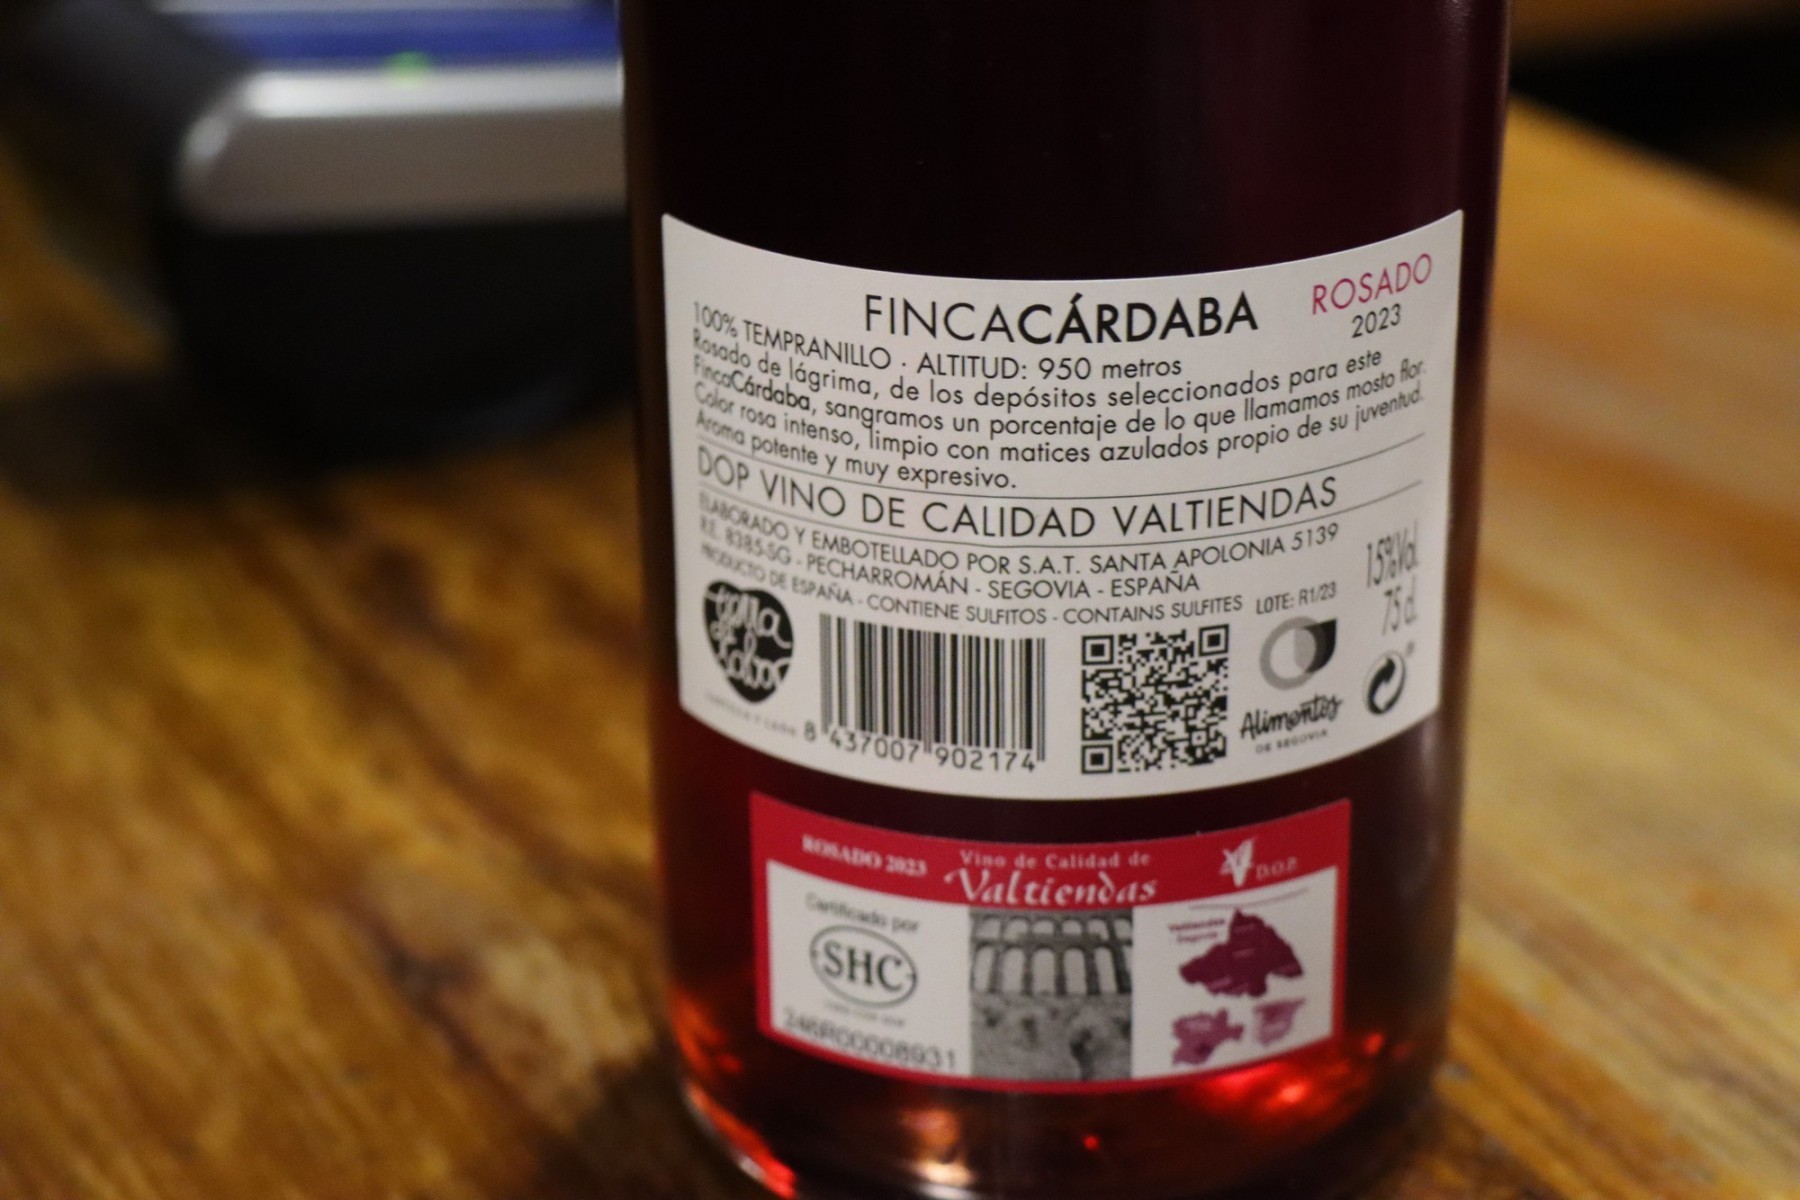 FINCACÁRDABA
ROSADO
2023
100% TEMPRANILLO · ALTITUD: 950 metros
Rosado de lágrima, de los depósitos seleccionados para este
FincaCárdaba, sangramos un porcentaje de lo que llamamos mosto flor.
Color rosa intenso, limpio con matices azulados propio de su juventud.
Aroma potente y muy expresivo.
DOP VINO DE CALIDAD VALTIENDAS
ELABORADO Y EMBOTELLADO POR S.A.T. SANTA APOLONIA 5139
R.E. 8385-SG - PECHARROMÁN - SEGOVIA - ESPAÑA
PRODUCTO DE ESPAÑA - CONTIENE SULFITOS - CONTAINS SULFITES
LOTE: R1/23
15%Vol.
75 cl.
8 437007 902174
Alimentos
DE SEGOVIA
ROSADO 2023
Vino de Calidad de
Valtiendas
D.O.P.
Certificado por
SHC
Valtiendas
Segovia